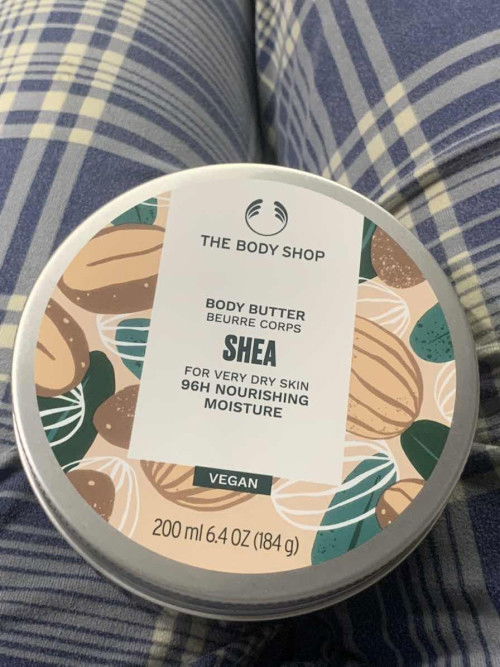 THE BODY SHOP
BODY BUTTER
BEURRE CORPS
SHEA
FOR VERY DRY SKIN
96H NOURISHING
MOISTURE
VEGAN
200 ml 6.4 OZ (184 g)